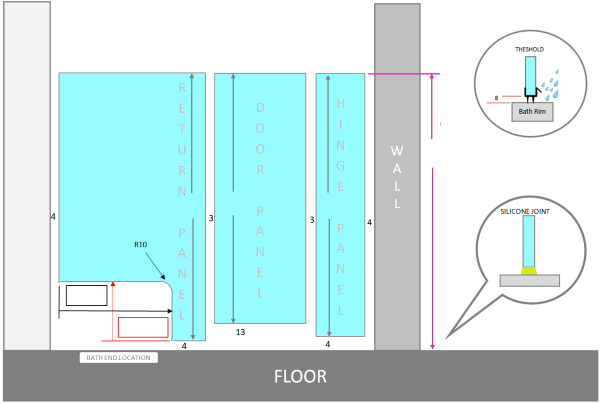 THESHOLD
8
Bath Rim
SILICONE JOINT
RETURN PANEL
DOOR PANEL
HINGE PANEL
WALL
4
3
3
4
R10
13
4
4
BATH END LOCATION
FLOOR